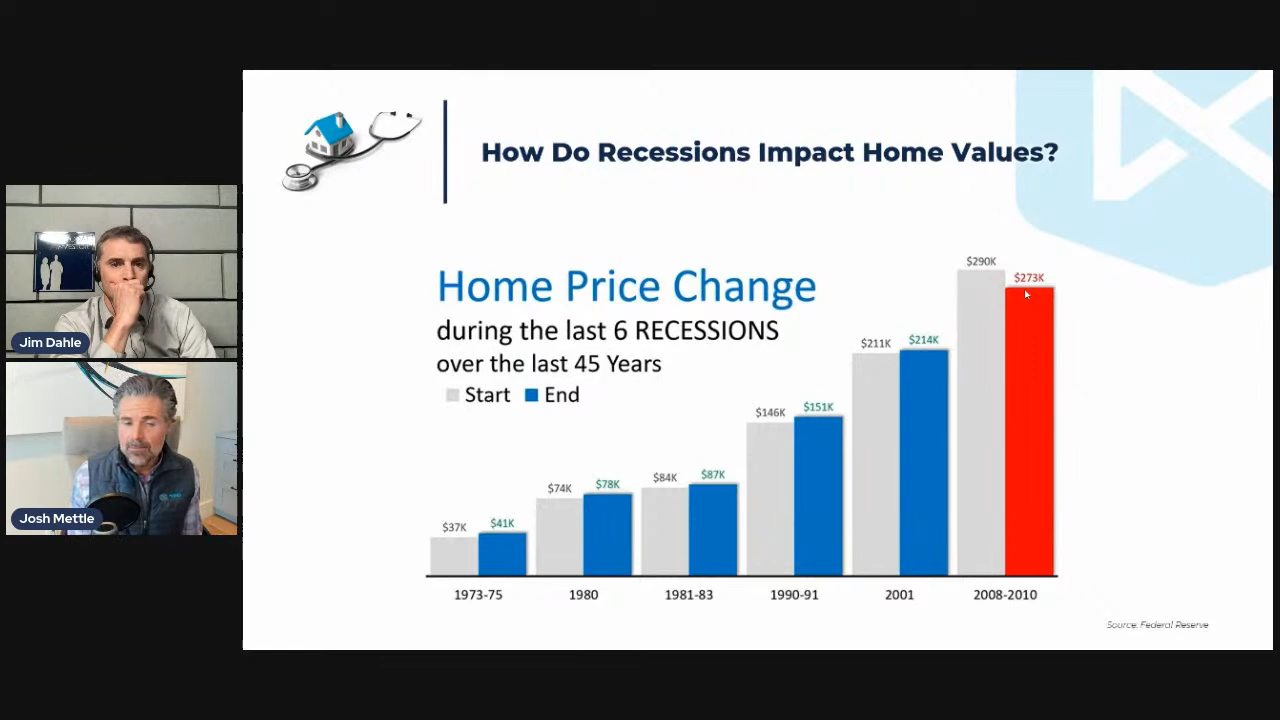 How Do Recessions Impact Home Values?
Home Price Change
during the last 6 RECESSIONS
over the last 45 Years
Start End
$37K $41K
$74K $78K
$84K $87K
$146K $151K
$211K $214K
$290K $273K
1973-75 1980 1981-83 1990-91 2001 2008-2010
Source: Federal Reserve
Jim Dahle
Josh Mettle